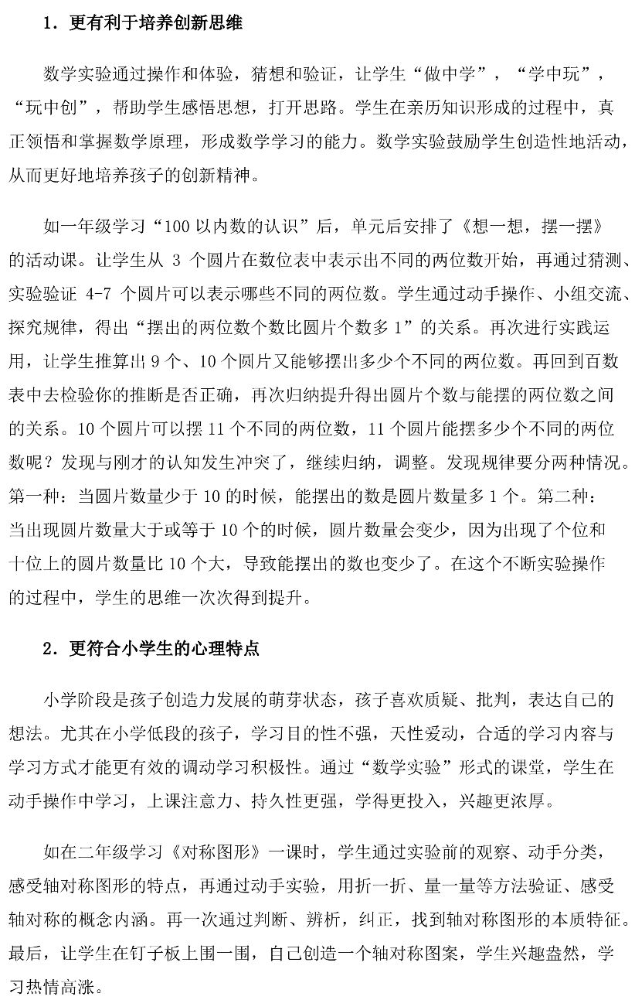 1．更有利于培养创新思维
数学实验通过操作和体验，猜想和验证，让学生“做中学”，“学中玩”，
“玩中创”，帮助学生感悟思想，打开思路。学生在亲历知识形成的过程中，真
正领悟和掌握数学原理，形成数学学习的能力。数学实验鼓励学生创造性地活动，
从而更好地培养孩子的创新精神。
如一年级学习“100 以内数的认识”后，单元后安排了《想一想，摆一摆》
的活动课。让学生从 3 个圆片在数位表中表示出不同的两位数开始，再通过猜测、
实验验证 4-7 个圆片可以表示哪些不同的两位数。学生通过动手操作、小组交流、
探究规律，得出“摆出的两位数个数比圆片个数多 1”的关系。再次进行实践运
用，让学生推算出 9 个、10 个圆片又能够摆出多少个不同的两位数。再回到百数
表中去检验你的推断是否正确，再次归纳提升得出圆片个数与能摆的两位数之间
的关系。10 个圆片可以摆 11 个不同的两位数，11 个圆片能摆多少个不同的两位
数呢？发现与刚才的认知发生冲突了，继续归纳，调整。发现规律要分两种情况。
第一种：当圆片数量少于 10 的时候，能摆出的数是圆片数量多 1 个。第二种：
当出现圆片数量大于或等于 10 个的时候，圆片数量会变少，因为出现了个位和
十位上的圆片数量比 10 个大，导致能摆出的数也变少了。在这个不断实验操作
的过程中，学生的思维一次次得到提升。
2．更符合小学生的心理特点
小学阶段是孩子创造力发展的萌芽状态，孩子喜欢质疑、批判，表达自己的
想法。尤其在小学低段的孩子，学习目的性不强，天性爱动，合适的学习内容与
学习方式才能更有效的调动学习积极性。通过“数学实验”形式的课堂，学生在
动手操作中学习，上课注意力、持久性更强，学得更投入，兴趣更浓厚。
如在二年级学习《对称图形》一课时，学生通过实验前的观察、动手分类，
感受轴对称图形的特点，再通过动手实验，用折一折、量一量等方法验证、感受
轴对称的概念内涵。再一次通过判断、辨析，纠正，找到轴对称图形的本质特征。
最后，让学生在钉子板上围一围，自己创造一个轴对称图案，学生兴趣盎然，学
习热情高涨。